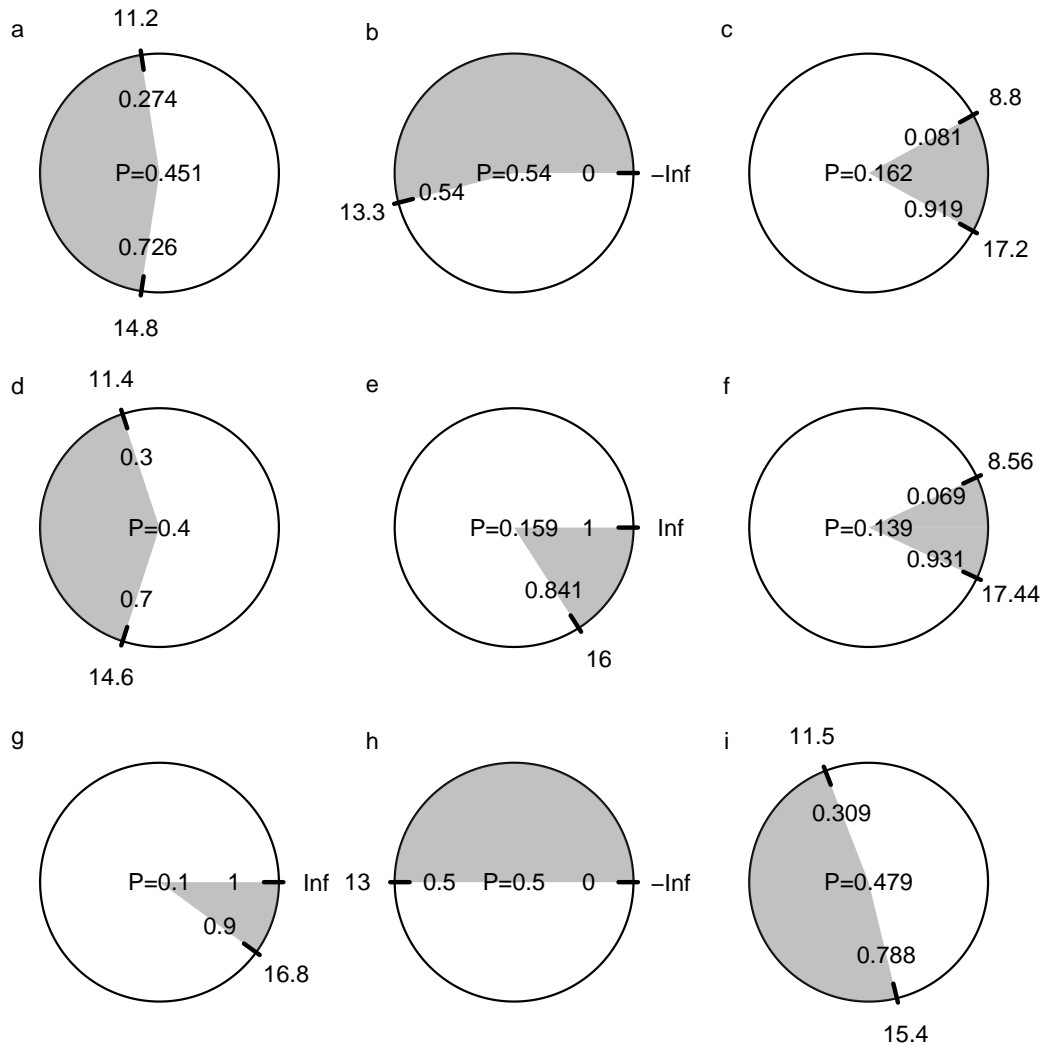 a
11.2
0.274
P=0.451
0.726
14.8
b
P=0.54
0
−Inf
0.54
13.3
c
8.8
0.081
P=0.162
0.919
17.2
d
11.4
0.3
P=0.4
0.7
14.6
e
P=0.159
1
Inf
0.841
16
f
8.56
0.069
P=0.139
0.931
17.44
g
P=0.1
1
Inf
0.9
16.8
h
13
0.5
P=0.5
0
−Inf
i
11.5
0.309
P=0.479
0.788
15.4